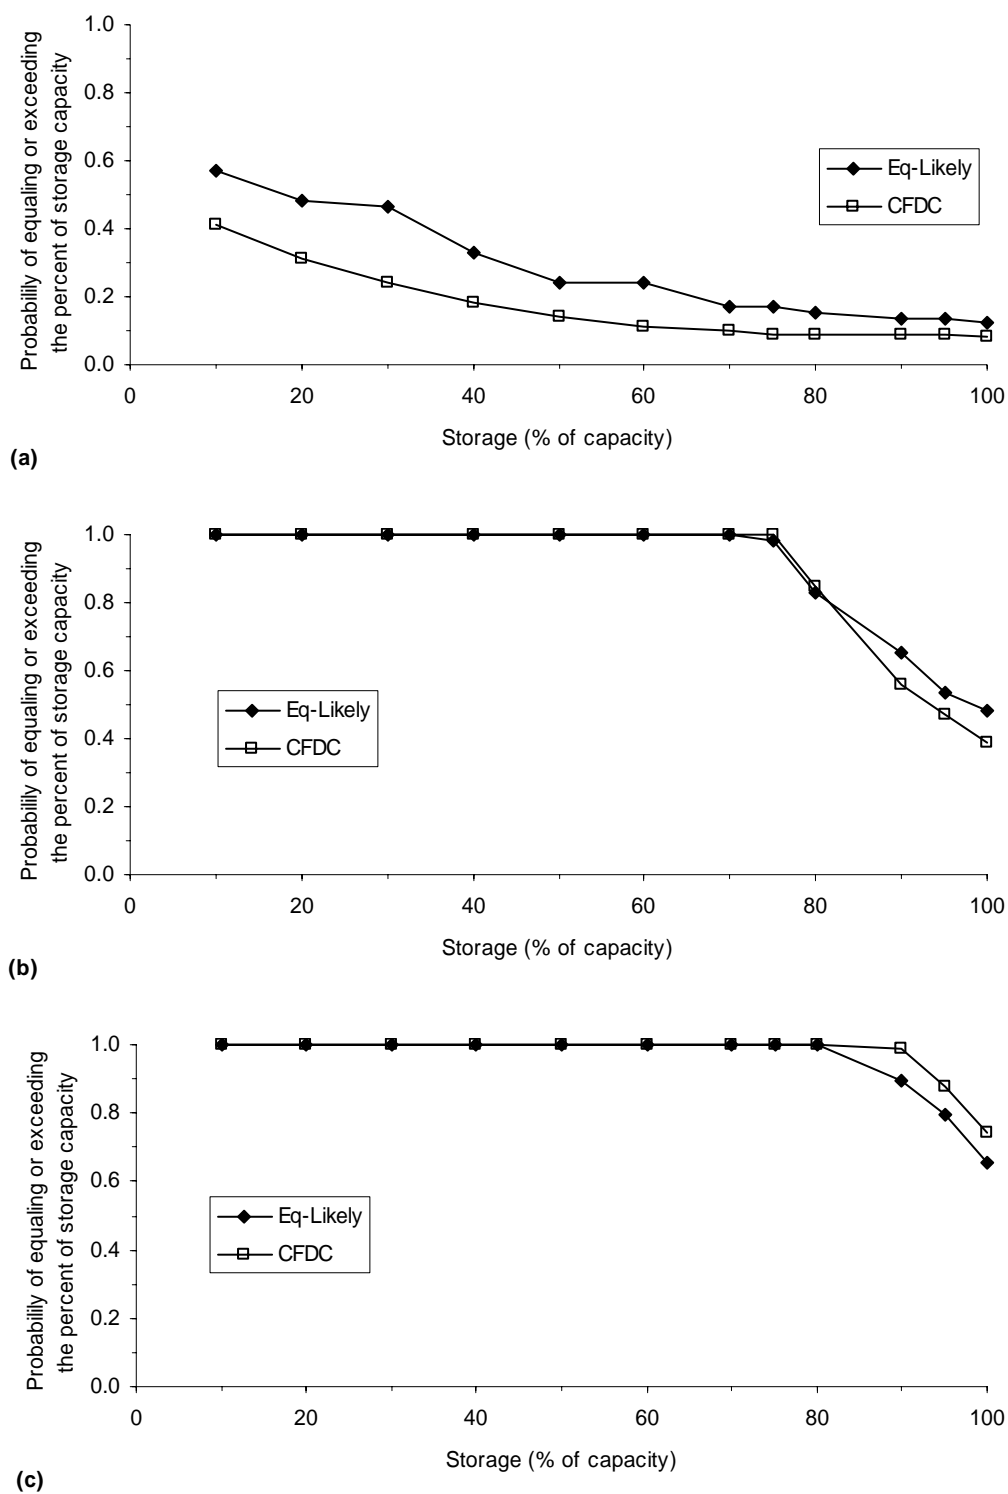 1.0
0.8
0.6
0.4
0.2
0.0
Probability of equaling or exceeding
the percent of storage capacity
Eq-Likely
CFDC
0 20 40 60 80 100
Storage (% of capacity)
(a)
1.0
0.8
0.6
0.4
0.2
0.0
Probability of equaling or exceeding
the percent of storage capacity
Eq-Likely
CFDC
0 20 40 60 80 100
Storage (% of capacity)
(b)
1.0
0.8
0.6
0.4
0.2
0.0
Probability of equaling or exceeding
the percent of storage capacity
Eq-Likely
CFDC
0 20 40 60 80 100
Storage (% of capacity)
(c)